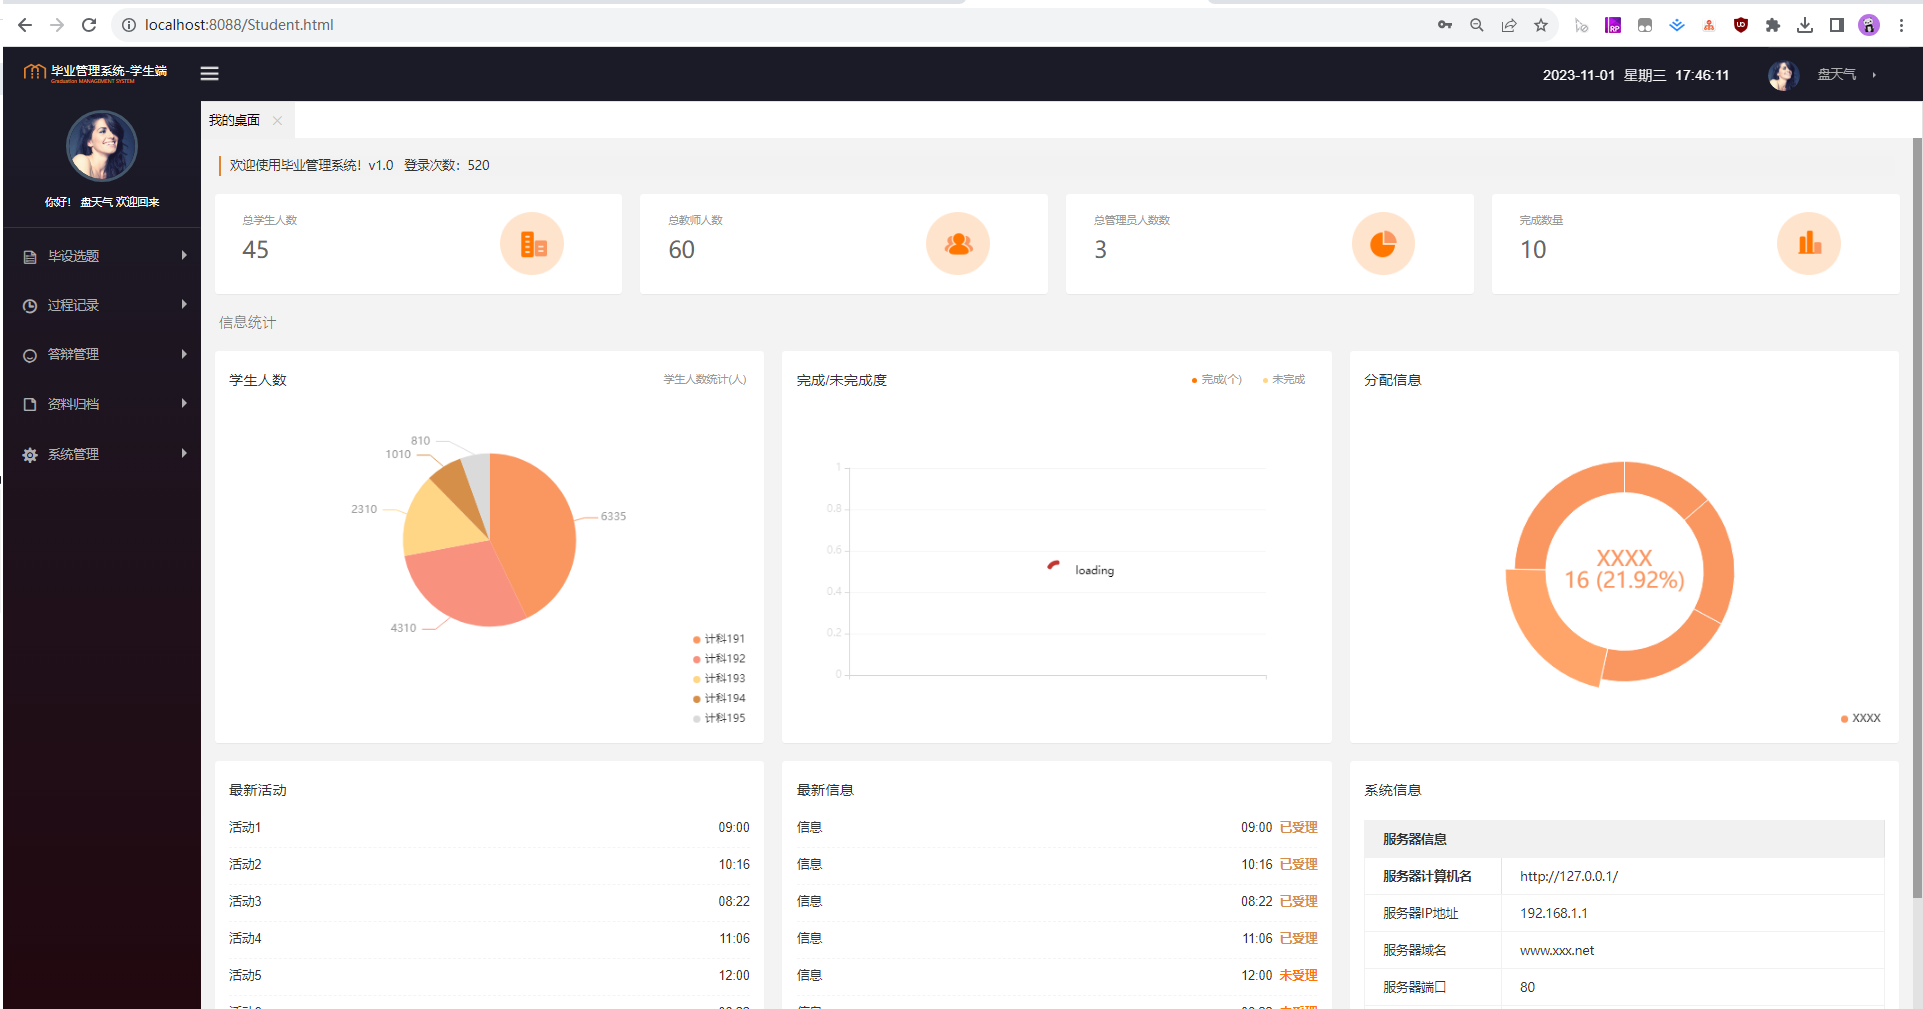 localhost:8088/Student.html
毕业管理系统-学生端
Graduation MANAGEMENT SYSTEM
2023-11-01 星期三 17:46:11
盘天气
你好！ 盘天气 欢迎回来
毕设选题
过程记录
答辩管理
资料归档
系统管理
我的桌面
欢迎使用毕业管理系统！v1.0 登录次数：520
总学生人数
45
总教师人数
60
总管理员人数数
3
完成数量
10
信息统计
学生人数
学生人数统计(人)
810
1010
2310
6335
4310
计科191
计科192
计科193
计科194
计科195
完成/未完成度
完成(个) 未完成
1
0.8
0.6
0.4
0.2
0
loading
分配信息
XXXX
16 (21.92%)
XXXX
最新活动
活动1 09:00
活动2 10:16
活动3 08:22
活动4 11:06
活动5 12:00
最新信息
信息 09:00 已受理
信息 10:16 已受理
信息 08:22 已受理
信息 11:06 已受理
信息 12:00 未受理
系统信息
服务器信息
服务器计算机名 http://127.0.0.1/
服务器IP地址 192.168.1.1
服务器域名 www.xxx.net
服务器端口 80